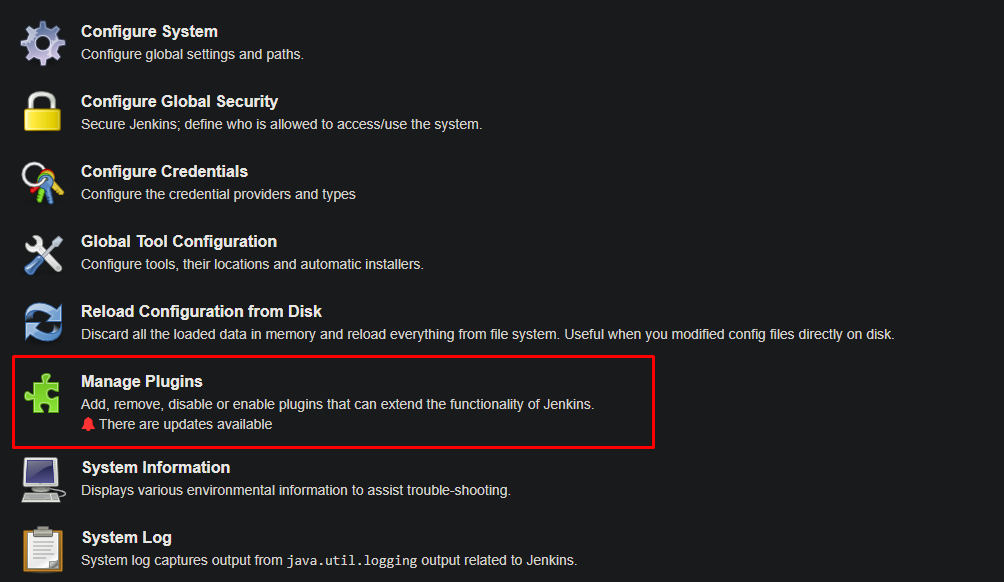 Configure System
Configure global settings and paths.
Configure Global Security
Secure Jenkins; define who is allowed to access/use the system.
Configure Credentials
Configure the credential providers and types
Global Tool Configuration
Configure tools, their locations and automatic installers.
Reload Configuration from Disk
Discard all the loaded data in memory and reload everything from file system. Useful when you modified config files directly on disk.
Manage Plugins
Add, remove, disable or enable plugins that can extend the functionality of Jenkins.
There are updates available
System Information
Displays various environmental information to assist trouble-shooting.
System Log
System log captures output from java.util.logging output related to Jenkins.